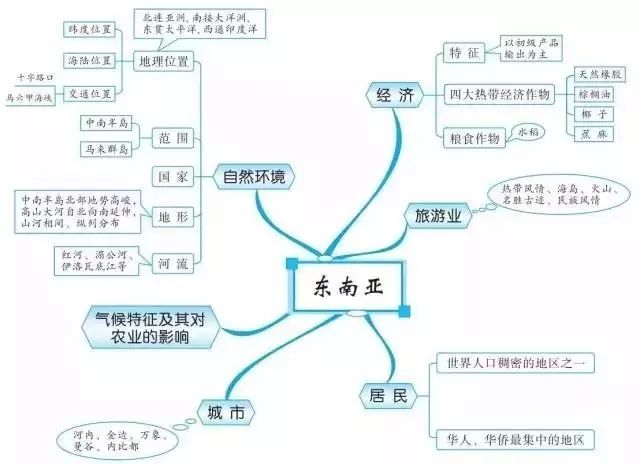 东南亚
自然环境
地理位置
纬度位置
海陆位置
交通位置
十字路口
马六甲海峡
北连亚洲,南接大洋洲,
东贯太平洋,西通印度洋
范围
中南半岛
马来群岛
国家
地形
中南半岛北部地势高峻,
高山大河自北向南延伸,
山河相间、纵列分布
河流
红河、湄公河、
伊洛瓦底江等
气候特征及其对
农业的影响
城市
河内、金边、万象、
曼谷、内比都
经济
特征
以初级产品
输出为主
四大热带经济作物
天然橡胶
棕榈油
椰子
蕉麻
粮食作物
水稻
旅游业
热带风情、海岛、火山、
名胜古迹、民族风情
居民
世界人口稠密的地区之一
华人、华侨最集中的地区